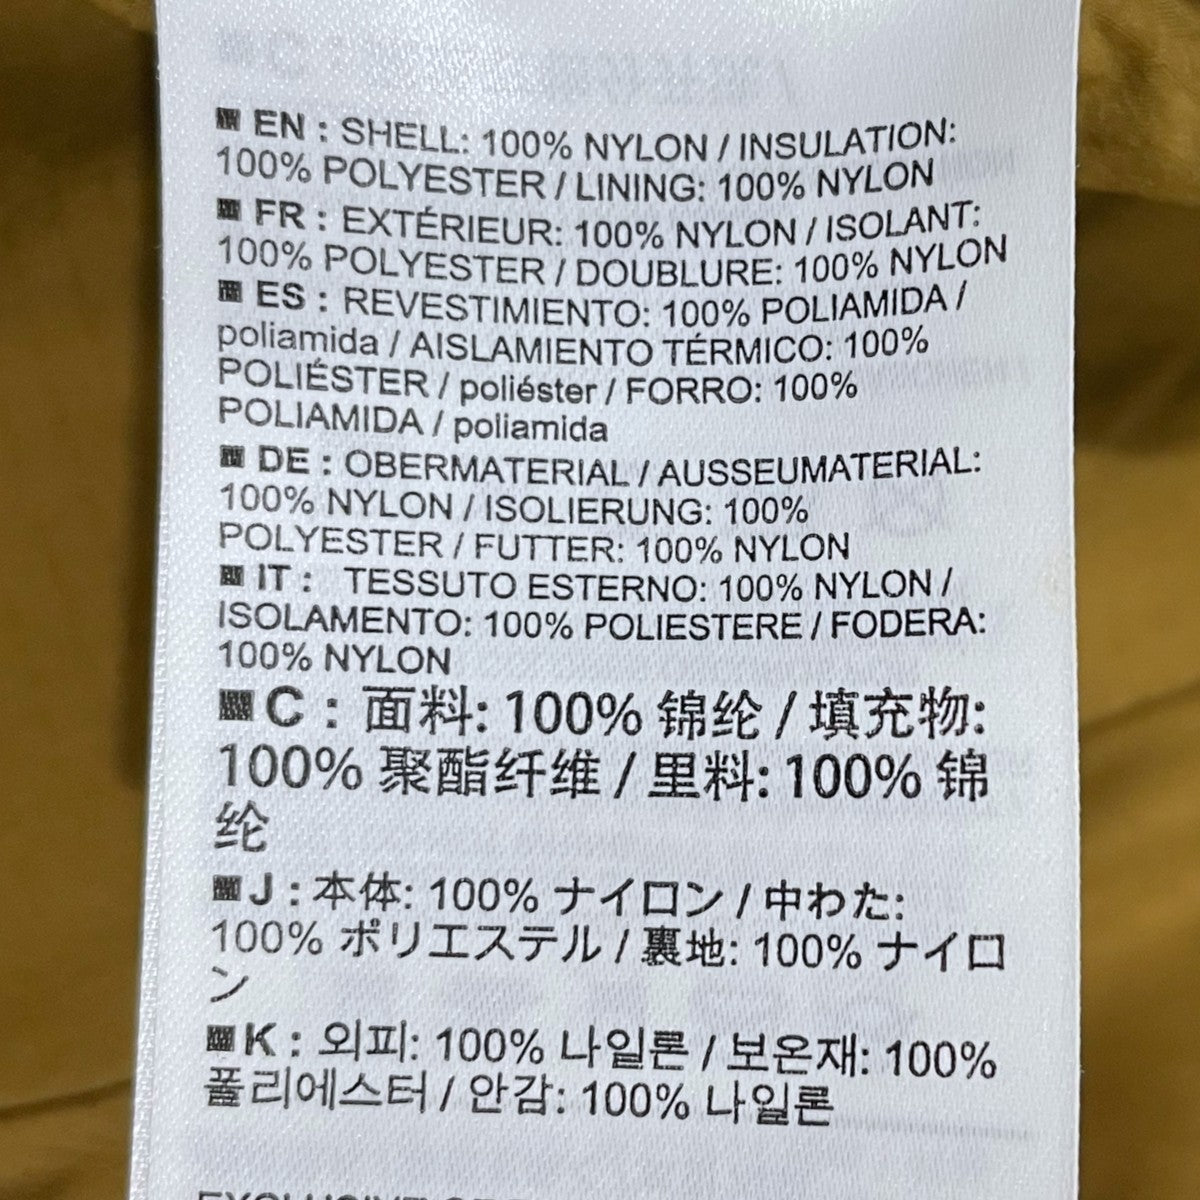 EN : SHELL: 100% NYLON / INSULATION:
100% POLYESTER / LINING: 100% NYLON
FR : EXTÉRIEUR: 100% NYLON / ISOLANT:
100% POLYESTER / DOUBLURE: 100% NYLON
ES : REVESTIMIENTO: 100% POLIAMIDA /
poliamida / AISLAMIENTO TÉRMICO: 100%
POLIÉSTER / poliéster / FORRO: 100%
POLIAMIDA / poliamida
DE : OBERMATERIAL / AUSSEUMATERIAL:
100% NYLON / ISOLIERUNG: 100%
POLYESTER / FUTTER: 100% NYLON
IT : TESSUTO ESTERNO: 100% NYLON /
ISOLAMENTO: 100% POLIESTERE / FODERA:
100% NYLON
C : 面料: 100% 锦纶 / 填充物:
100% 聚酯纤维 / 里料: 100% 锦
纶
J : 本体: 100% ナイロン / 中わた:
100% ポリエステル / 裏地: 100% ナイロ
ン
K : 외피: 100% 나일론 / 보온재: 100%
폴리에스터 / 안감: 100% 나일론